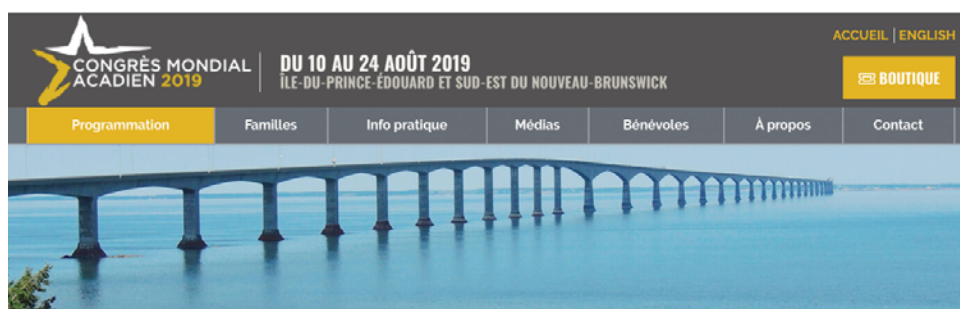 ACCUEIL | ENGLISH
CONGRÈS MONDIAL
ACADIEN 2019
DU 10 AU 24 AOÛT 2019
ÎLE-DU-PRINCE-ÉDOUARD ET SUD-EST DU NOUVEAU-BRUNSWICK
BOUTIQUE
Programmation Familles Info pratique Médias Bénévoles À propos Contact